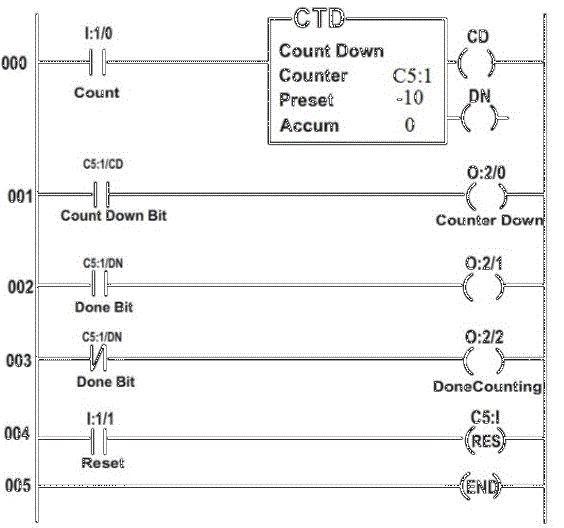 CTD
I:1/0
CD
Count Down
000
Counter C5:1
Count
Preset -10
DN
Accum 0
C5:1/CD
O:2/0
001
Count Down Bit
Counter Down
C5:1/DN
O:2/1
002
Done Bit
C5:1/DN
O:2/2
003
Done Bit
DoneCounting
I:1/1
C5:I
004
(RES)
Reset
005
(END)